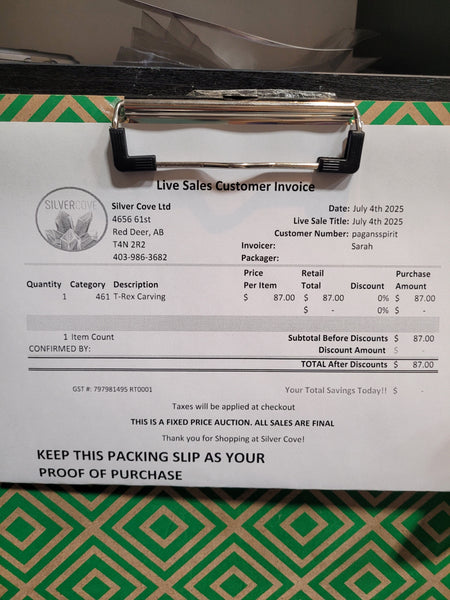 Live Sales Customer Invoice
SILVERCOVE
Silver Cove Ltd
4656 61st
Red Deer, AB
T4N 2R2
403-986-3682
Date: July 4th 2025
Live Sale Title: July 4th 2025
Customer Number: pagansspirit
Invoicer: Sarah
Packager:
Quantity Category Description Price Per Item Retail Total Discount Purchase Amount
1 461 T-Rex Carving $ 87.00 $ 87.00 0% $ 87.00
$ - 0% $ -
1 Item Count Subtotal Before Discounts $ 87.00
CONFIRMED BY: Discount Amount $ -
TOTAL After Discounts $ 87.00
GST #: 797981495 RT0001 Your Total Savings Today!! $ -
Taxes will be applied at checkout
THIS IS A FIXED PRICE AUCTION. ALL SALES ARE FINAL
Thank you for Shopping at Silver Cove!
KEEP THIS PACKING SLIP AS YOUR
PROOF OF PURCHASE